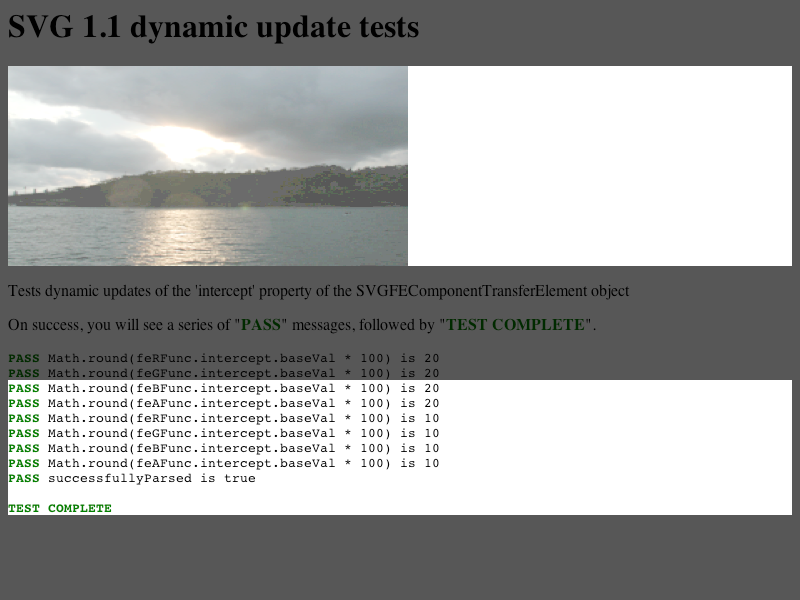 SVG 1.1 dynamic update tests
Tests dynamic updates of the 'intercept' property of the SVGFEComponentTransferElement object
On success, you will see a series of "PASS" messages, followed by "TEST COMPLETE".
PASS Math.round(feRFunc.intercept.baseVal * 100) is 20
PASS Math.round(feGFunc.intercept.baseVal * 100) is 20
PASS Math.round(feBFunc.intercept.baseVal * 100) is 20
PASS Math.round(feAFunc.intercept.baseVal * 100) is 20
PASS Math.round(feRFunc.intercept.baseVal * 100) is 10
PASS Math.round(feGFunc.intercept.baseVal * 100) is 10
PASS Math.round(feBFunc.intercept.baseVal * 100) is 10
PASS Math.round(feAFunc.intercept.baseVal * 100) is 10
PASS successfullyParsed is true
TEST COMPLETE